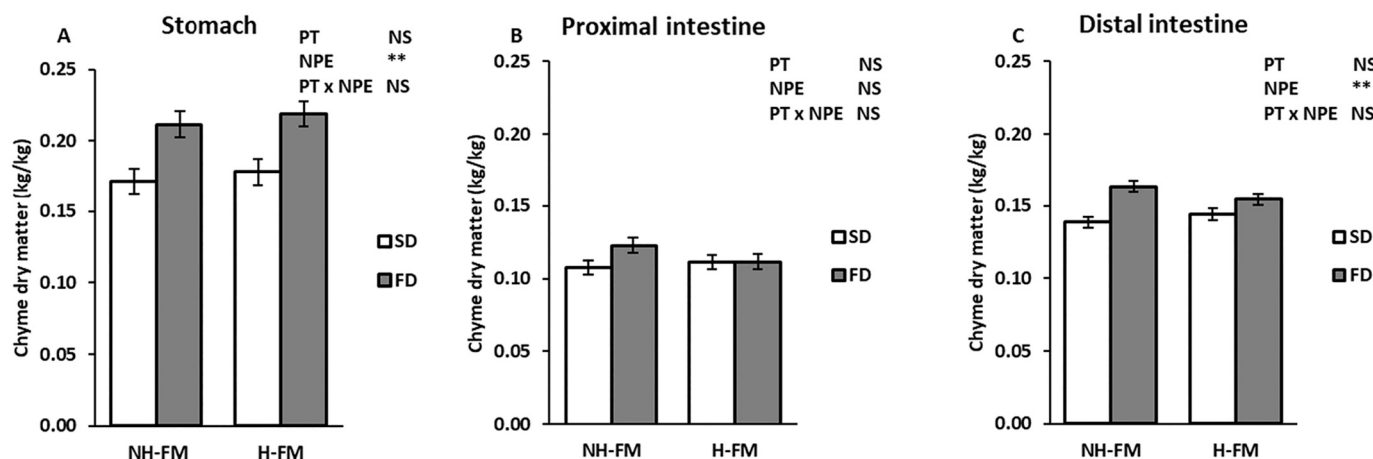 A
Stomach
PT NS
NPE **
PT x NPE NS
0.25
0.20
0.15
0.10
0.05
0.00
Chyme dry matter (kg/kg)
SD
FD
NH-FM H-FM
B
Proximal intestine
PT NS
NPE NS
PT x NPE NS
0.25
0.20
0.15
0.10
0.05
0.00
Chyme dry matter (kg/kg)
SD
FD
NH-FM H-FM
C
Distal intestine
PT NS
NPE **
PT x NPE NS
0.25
0.20
0.15
0.10
0.05
0.00
Chyme dry matter (kg/kg)
SD
FD
NH-FM H-FM